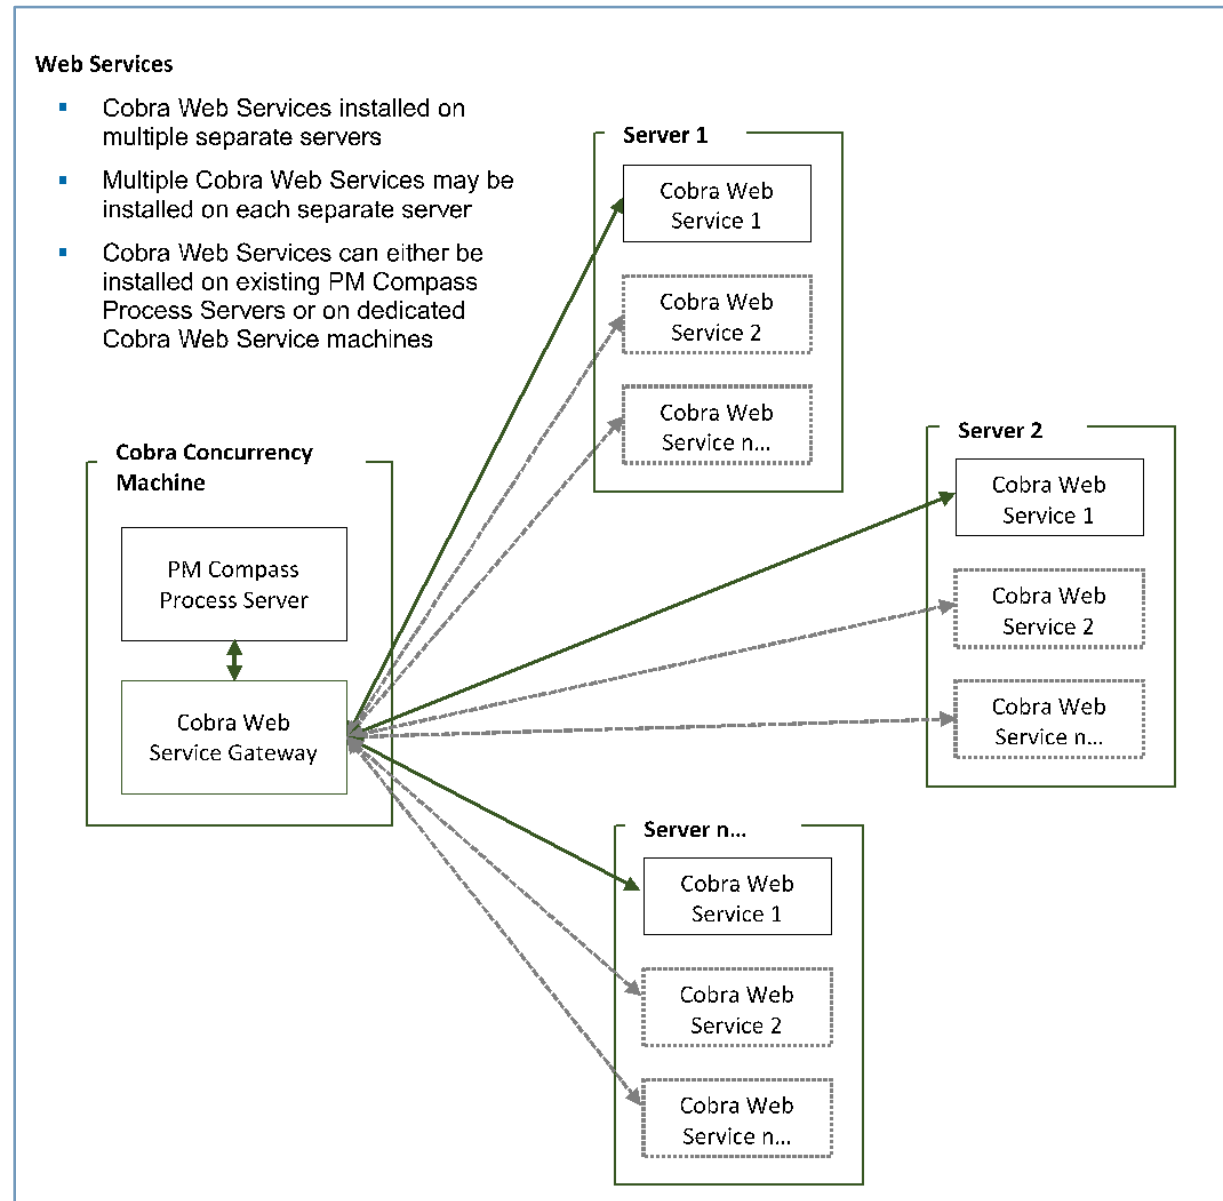 Web Services
Cobra Web Services installed on
multiple separate servers
Multiple Cobra Web Services may be
installed on each separate server
Cobra Web Services can either be
installed on existing PM Compass
Process Servers or on dedicated
Cobra Web Service machines
Server 1
Cobra Web
Service 1
Cobra Web
Service 2
Cobra Web
Service n...
Cobra Concurrency
Machine
PM Compass
Process Server
Cobra Web
Service Gateway
Server 2
Cobra Web
Service 1
Cobra Web
Service 2
Cobra Web
Service n...
Server n...
Cobra Web
Service 1
Cobra Web
Service 2
Cobra Web
Service n...